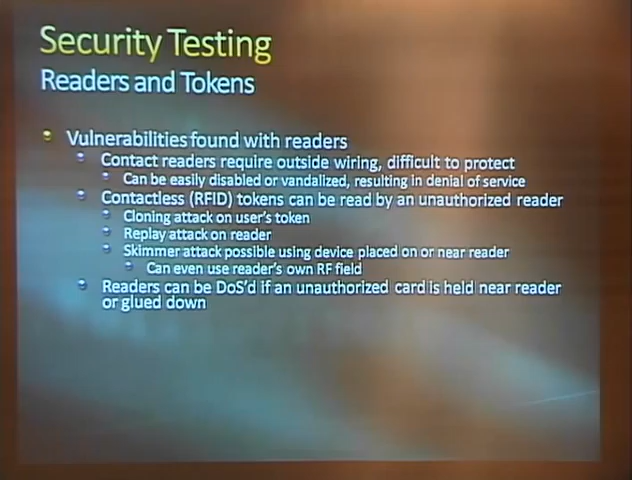 Security Testing
Readers and Tokens
Vulnerabilities found with readers
Contact readers require outside wiring, difficult to protect
Can be easily disabled or vandalized, resulting in denial of service
Contactless (RFID) tokens can be read by an unauthorized reader
Cloning attack on user's token
Replay attack on reader
Skimmer attack possible using device placed on or near reader
Can even use reader's own RF field
Readers can be DoS'd if an unauthorized card is held near reader
or glued down